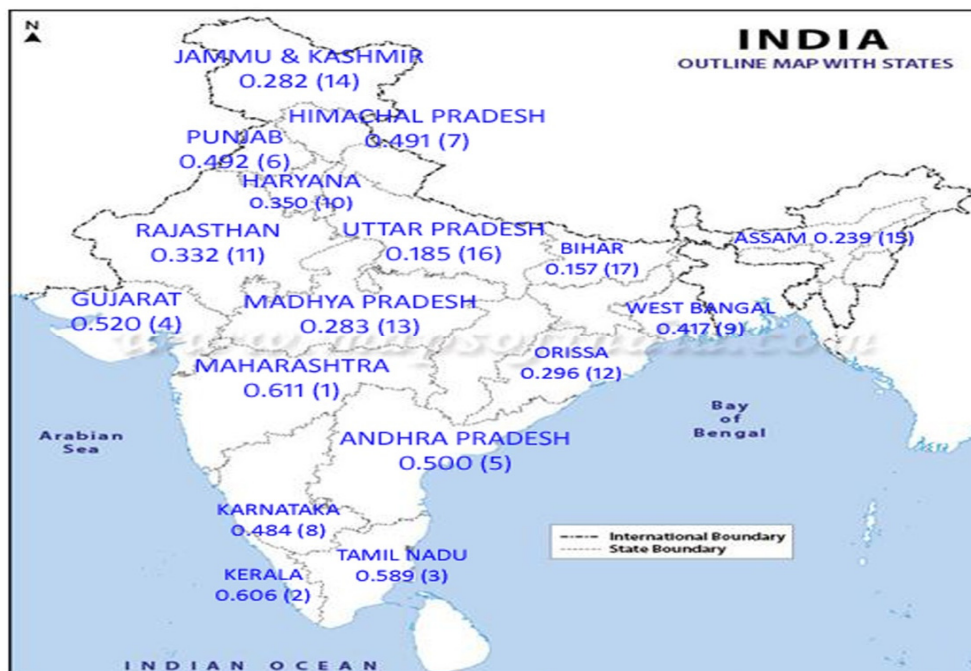 N
INDIA
OUTLINE MAP WITH STATES
JAMMU & KASHMIR
0.282 (14)
HIMACHAL PRADESH
0.491 (7)
PUNJAB
0.492 (6)
HARYANA
0.350 (10)
RAJASTHAN
0.332 (11)
UTTAR PRADESH
0.185 (16)
BIHAR
0.157 (17)
ASSAM 0.239 (15)
GUJARAT
0.520 (4)
MADHYA PRADESH
0.283 (13)
WEST BANGAL
0.417 (9)
www.mapsofindia.com
ORISSA
0.296 (12)
MAHARASHTRA
0.611 (1)
Arabian
Sea
Bay
of
Bengal
ANDHRA PRADESH
0.500 (5)
KARNATAKA
0.484 (8)
International Boundary
State Boundary
TAMIL NADU
0.589 (3)
KERALA
0.606 (2)
INDIAN OCEAN